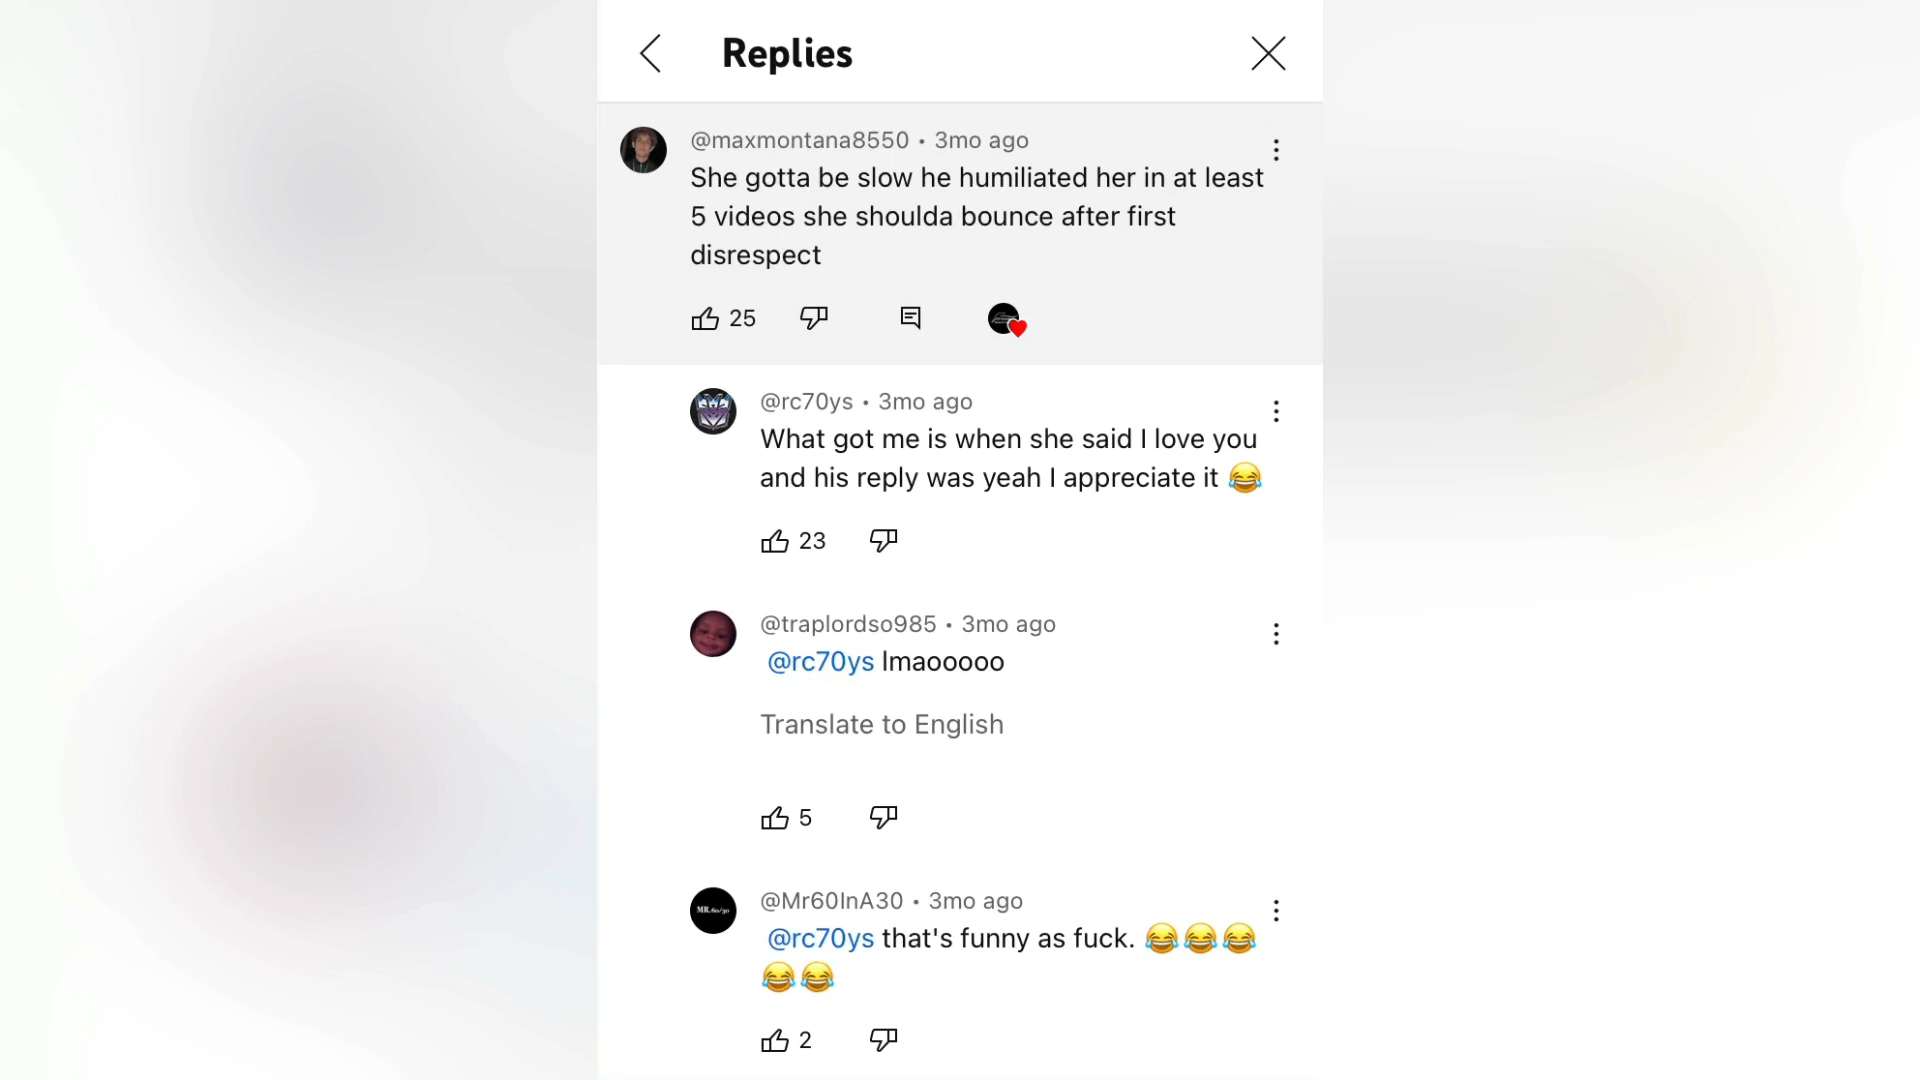 Replies
@maxmontana8550 • 3mo ago
She gotta be slow he humiliated her in at least
5 videos she shoulda bounce after first
disrespect
25
@rc70ys • 3mo ago
What got me is when she said I love you
and his reply was yeah I appreciate it 😂
23
@traplordso985 • 3mo ago
@rc70ys lmaooooo
Translate to English
5
MR.60/30
@Mr60InA30 • 3mo ago
@rc70ys that's funny as fuck. 😂😂😂
😂😂
2